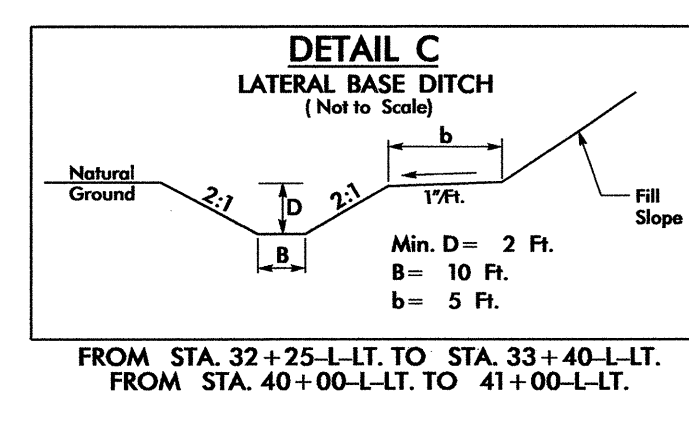 DETAIL C
LATERAL BASE DITCH
(Not to Scale)
b
Natural
Ground
2:1
D
2:1
1"/Ft.
B
Fill
Slope
Min. D= 2 Ft.
B= 10 Ft.
b= 5 Ft.
FROM STA. 32+25-L-LT. TO STA. 33+40-L-LT.
FROM STA. 40+00-L-LT. TO 41+00-L-LT.